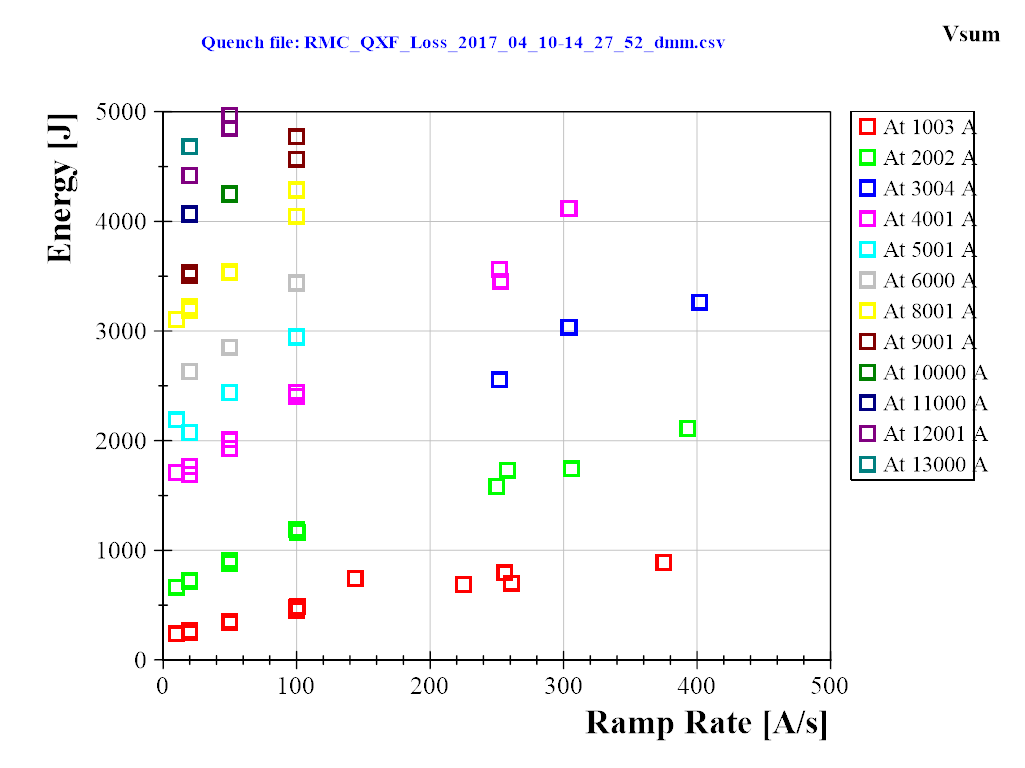 Quench file: RMC_QXF_Loss_2017_04_10-14_27_52_dmm.csv
Vsum
Energy [J]
5000
4000
3000
2000
1000
0
0 100 200 300 400 500
Ramp Rate [A/s]
At 1003 A
At 2002 A
At 3004 A
At 4001 A
At 5001 A
At 6000 A
At 8001 A
At 9001 A
At 10000 A
At 11000 A
At 12001 A
At 13000 A